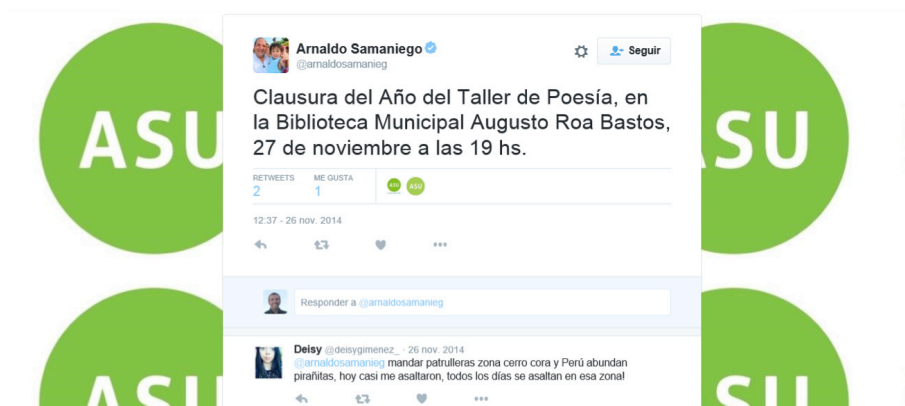 Arnaldo Samaniego
@arnaldosamanieg
Seguir
Clausura del Año del Taller de Poesía, en
la Biblioteca Municipal Augusto Roa Bastos,
27 de noviembre a las 19 hs.
RETWEETS ME GUSTA
2 1
ASU ASU
12:37 - 26 nov. 2014
Responder a @arnaldosamanieg
Deisy @deisygimenez_ · 26 nov. 2014
@arnaldosamanieg mandar patrulleras zona cerro cora y Perú abundan
pirañitas, hoy casi me asaltaron, todos los días se asaltan en esa zona!
ASU
ASU
ASU
ASU